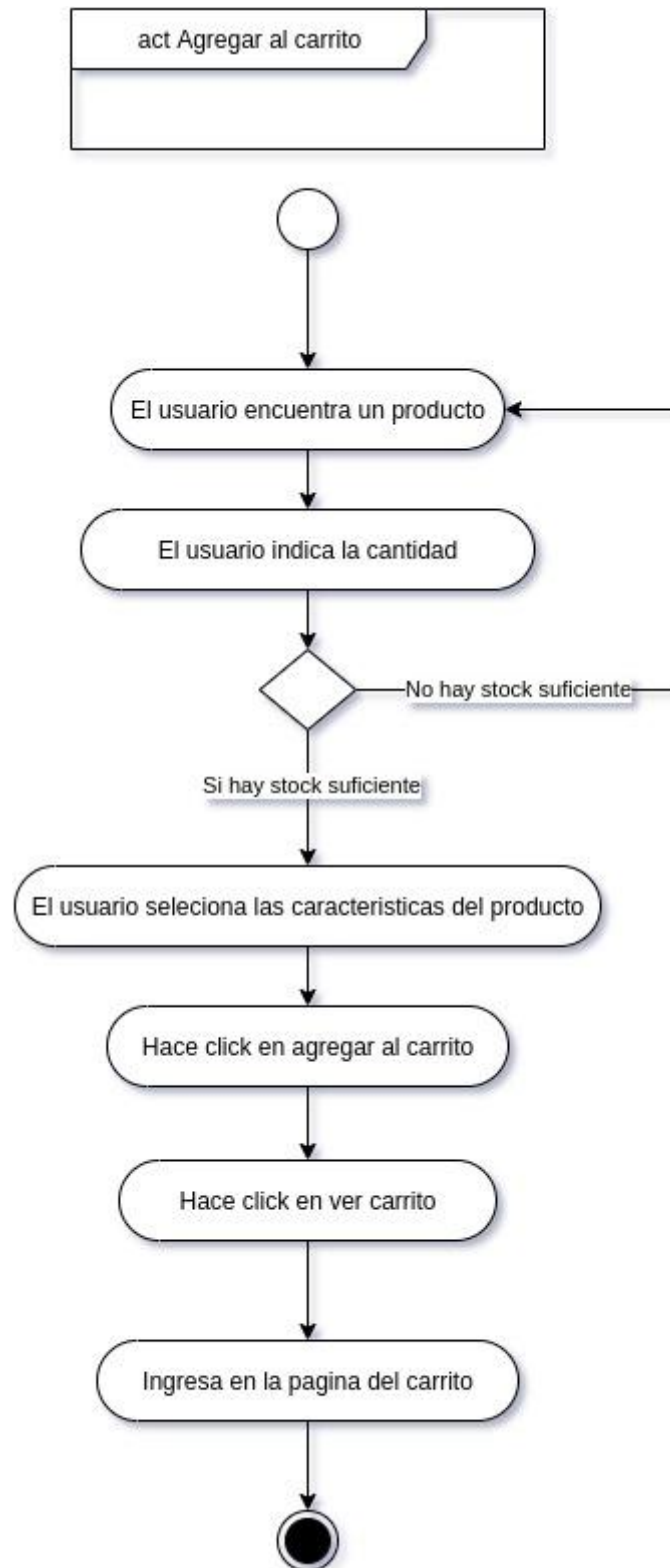 act Agregar al carrito
El usuario encuentra un producto
El usuario indica la cantidad
No hay stock suficiente
Si hay stock suficiente
El usuario seleciona las caracteristicas del producto
Hace click en agregar al carrito
Hace click en ver carrito
Ingresa en la pagina del carrito